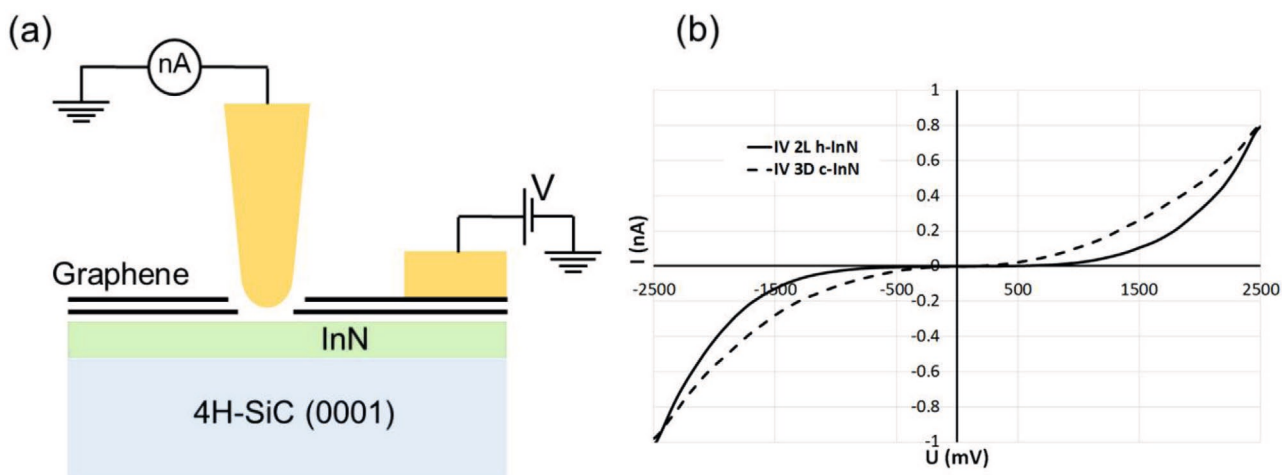 (a)
nA
V
Graphene
InN
4H-SiC (0001)
(b)
IV 2L h-InN
IV 3D c-InN
I (nA)
1
0.8
0.6
0.4
0.2
0
-0.2
-0.4
-0.6
-0.8
-1
-2500
-1500
-500
500
1500
2500
U (mV)